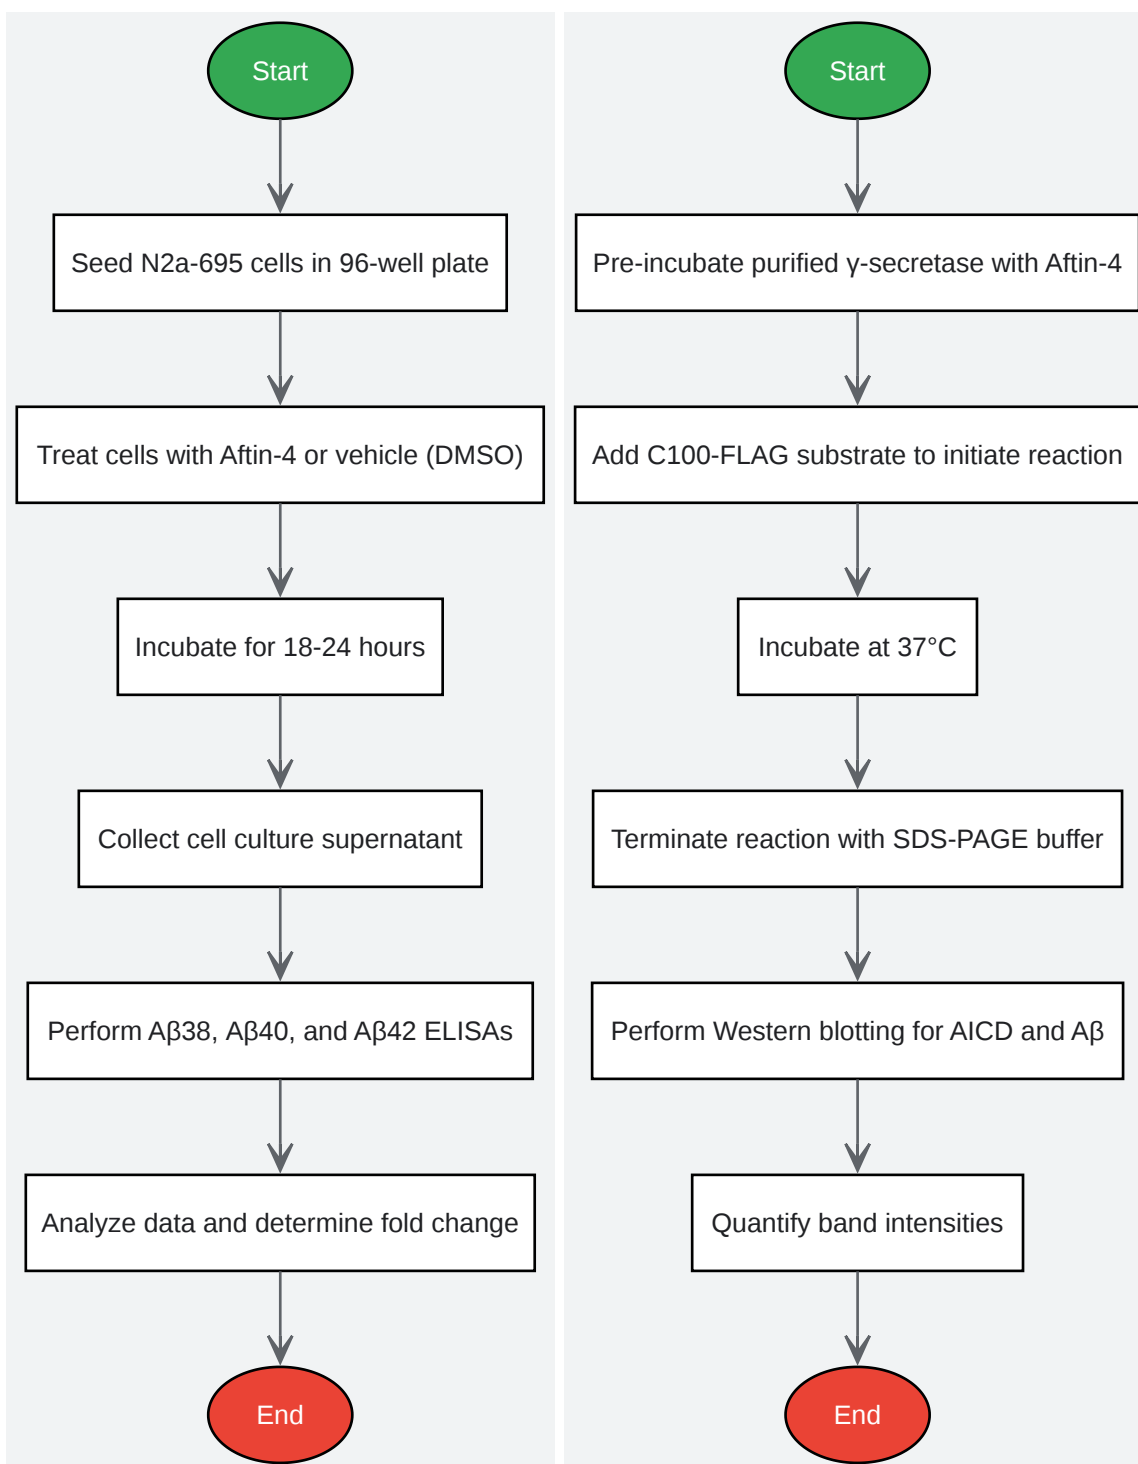 Start
Seed N2a-695 cells in 96-well plate
Treat cells with Aftin-4 or vehicle (DMSO)
Incubate for 18-24 hours
Collect cell culture supernatant
Perform Aβ38, Aβ40, and Aβ42 ELISAs
Analyze data and determine fold change
End
Start
Pre-incubate purified γ-secretase with Aftin-4
Add C100-FLAG substrate to initiate reaction
Incubate at 37°C
Terminate reaction with SDS-PAGE buffer
Perform Western blotting for AICD and Aβ
Quantify band intensities
End